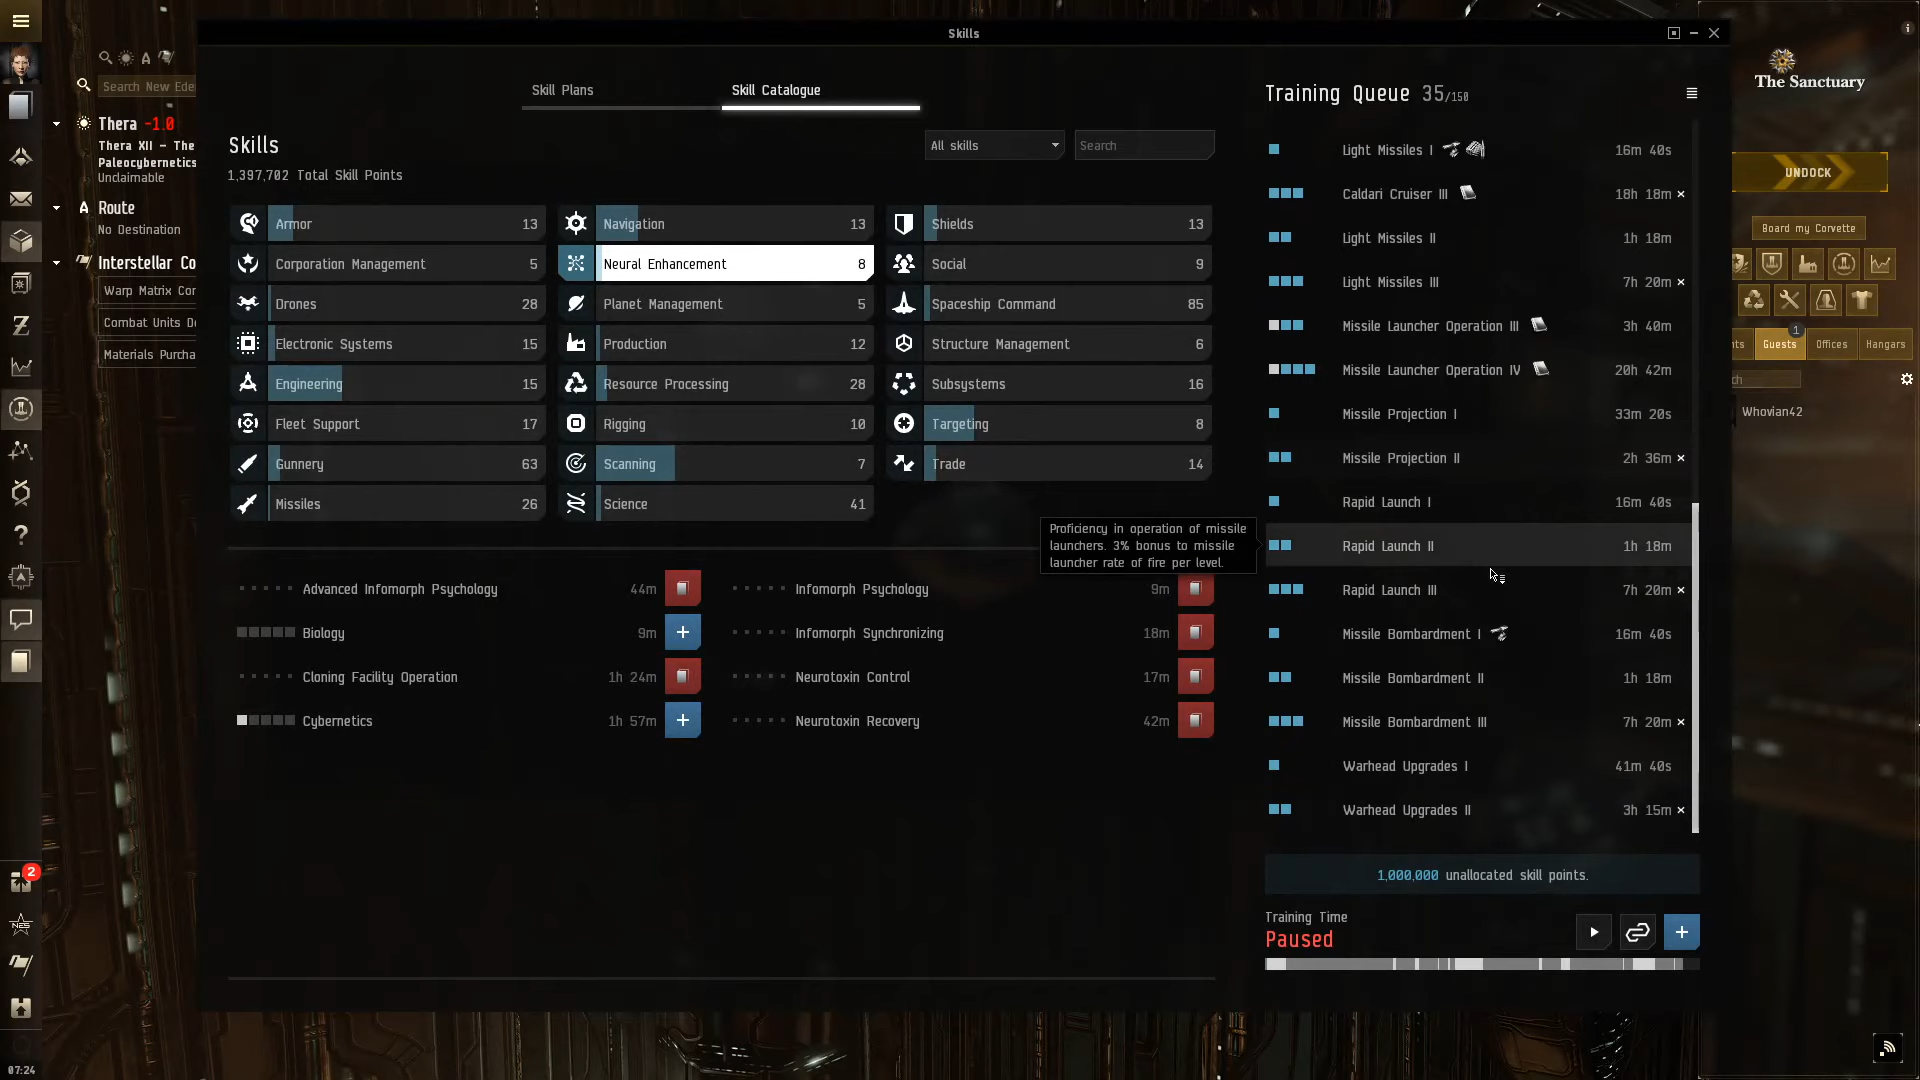 Skills
Search New Ede
Thera -1.0
Thera XII - The
Paleocybernetics
Unclaimable
Route
No Destination
Interstellar Co
Warp Matrix Cor
Combat Units De
Materials Purcha
2
07:24
Skill Plans
Skill Catalogue
Skills
1,397,702 Total Skill Points
All skills
Search
Armor 13
Navigation 13
Shields 13
Corporation Management 5
Neural Enhancement 8
Social 9
Drones 28
Planet Management 5
Spaceship Command 85
Electronic Systems 15
Production 12
Structure Management 6
Engineering 15
Resource Processing 28
Subsystems 16
Fleet Support 17
Rigging 10
Targeting 8
Gunnery 63
Scanning 7
Trade 14
Missiles 26
Science 41
Advanced Infomorph Psychology 44m
Infomorph Psychology 9m
Biology 9m
Infomorph Synchronizing 18m
Cloning Facility Operation 1h 24m
Neurotoxin Control 17m
Cybernetics 1h 57m
Neurotoxin Recovery 42m
Proficiency in operation of missile
launchers. 3% bonus to missile
launcher rate of fire per level.
Training Queue 35/150
Light Missiles I 16m 40s
Caldari Cruiser III 18h 18m
Light Missiles II 1h 18m
Light Missiles III 7h 20m
Missile Launcher Operation III 3h 40m
Missile Launcher Operation IV 20h 42m
Missile Projection I 33m 20s
Missile Projection II 2h 36m
Rapid Launch I 16m 40s
Rapid Launch II 1h 18m
Rapid Launch III 7h 20m
Missile Bombardment I 16m 40s
Missile Bombardment II 1h 18m
Missile Bombardment III 7h 20m
Warhead Upgrades I 41m 40s
Warhead Upgrades II 3h 15m
1,000,000 unallocated skill points.
Training Time
Paused
The Sanctuary
UNDOCK
Board my Corvette
1
nts
Guests
Offices
Hangars
ch
Whovian42